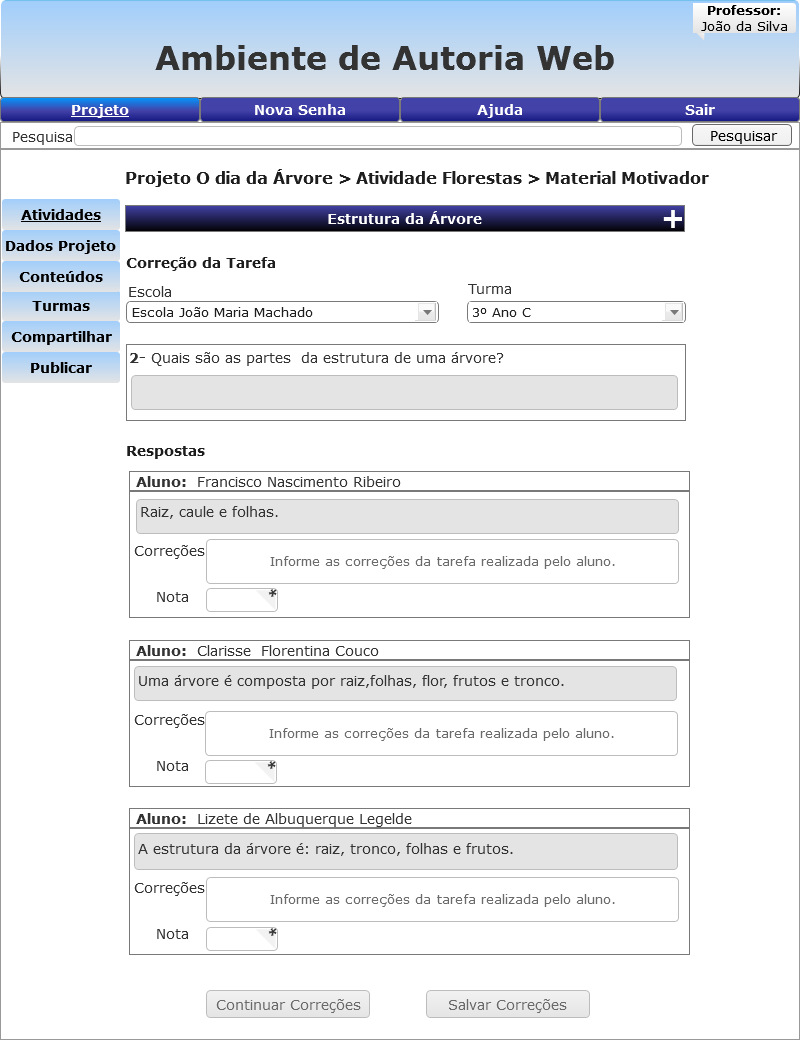 Professor:
João da Silva
Ambiente de Autoria Web
Projeto Nova Senha Ajuda Sair
Pesquisa Pesquisar
Projeto O dia da Árvore > Atividade Florestas > Material Motivador
Atividades
Dados Projeto
Conteúdos
Turmas
Compartilhar
Publicar
Estrutura da Árvore +
Correção da Tarefa
Escola Turma
Escola João Maria Machado 3º Ano C
2- Quais são as partes  da estrutura de uma árvore?
Respostas
Aluno: Francisco Nascimento Ribeiro
Raiz, caule e folhas.
Correções Informe as correções da tarefa realizada pelo aluno.
Nota *
Aluno: Clarisse  Florentina Couco
Uma árvore é composta por raiz,folhas, flor, frutos e tronco.
Correções Informe as correções da tarefa realizada pelo aluno.
Nota *
Aluno: Lizete de Albuquerque Legelde
A estrutura da árvore é: raiz, tronco, folhas e frutos.
Correções Informe as correções da tarefa realizada pelo aluno.
Nota *
Continuar Correções Salvar Correções